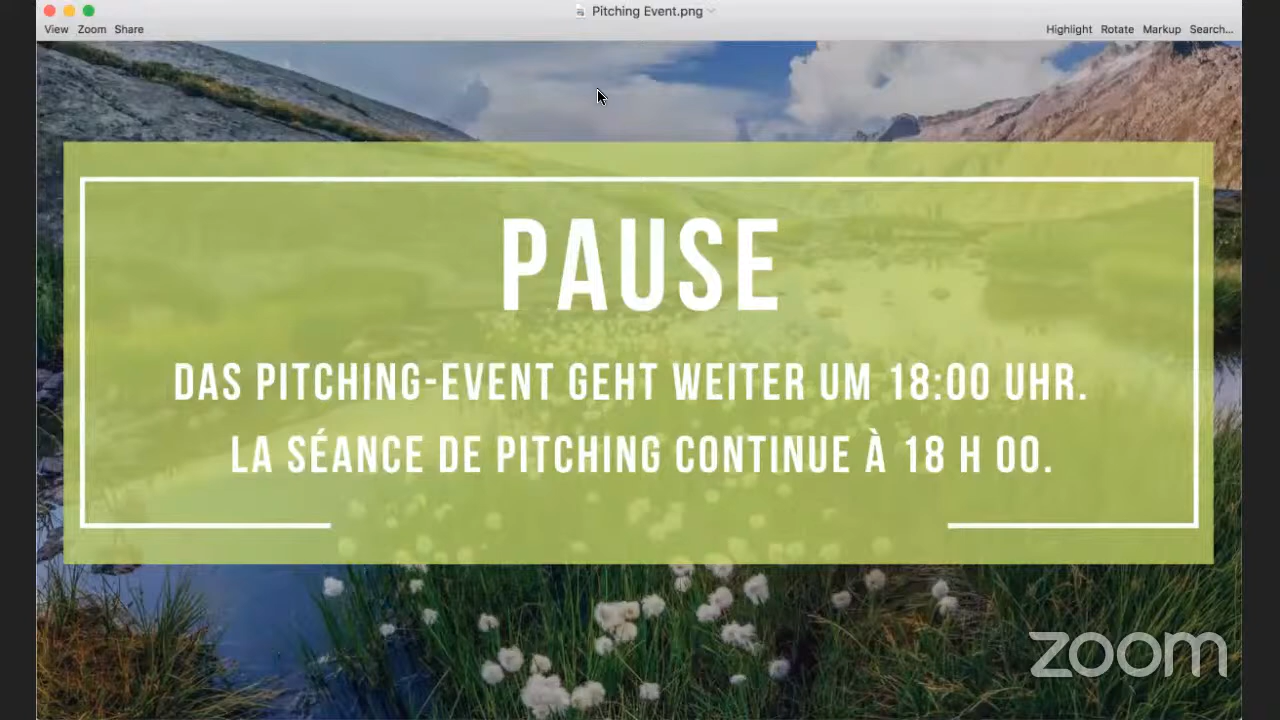 Pitching Event.png
View Zoom Share Highlight Rotate Markup Search...
PAUSE
DAS PITCHING-EVENT GEHT WEITER UM 18:00 UHR.
LA SÉANCE DE PITCHING CONTINUE À 18 H 00.
zoom